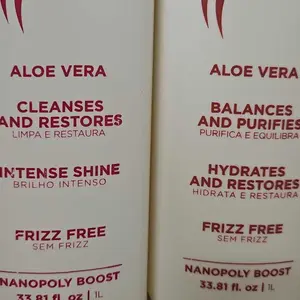 ALOE VERA
CLEANSES
AND RESTORES
LIMPA E RESTAURA
INTENSE SHINE
BRILHO INTENSO
FRIZZ FREE
SEM FRIZZ
NANOPOLY BOOST
33.81 fl. oz | 1L
ALOE VERA
BALANCES
AND PURIFIES
PURIFICA E EQUILIBRA
HYDRATES
AND RESTORES
HIDRATA E RESTAURA
FRIZZ FREE
SEM FRIZZ
NANOPOLY BOOST
33.81 fl. oz | 1L